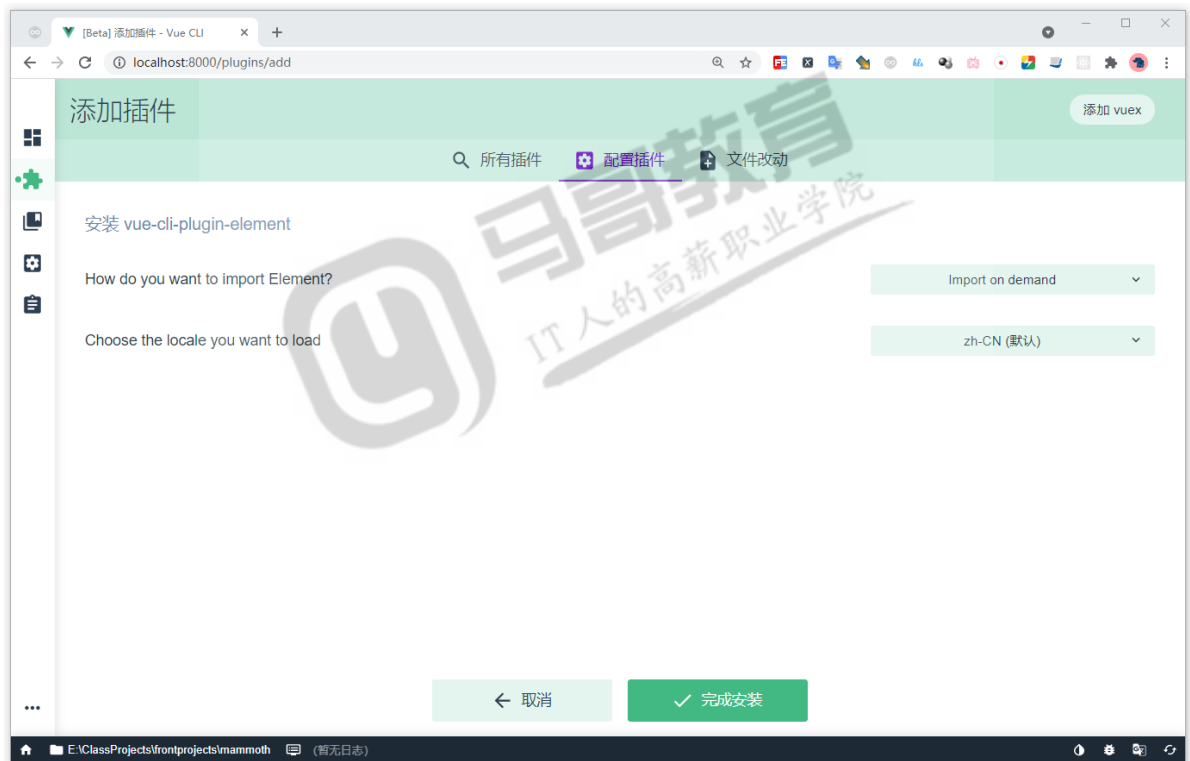 [Beta] 添加插件 - Vue CLI
localhost:8000/plugins/add
添加插件
添加 vuex
所有插件
配置插件
文件改动
马哥教育
IT人的高薪职业学院
安装 vue-cli-plugin-element
How do you want to import Element?
Import on demand
Choose the locale you want to load
zh-CN (默认)
取消
完成安装
E:\ClassProjects\frontprojects\mammoth
(暂无日志)